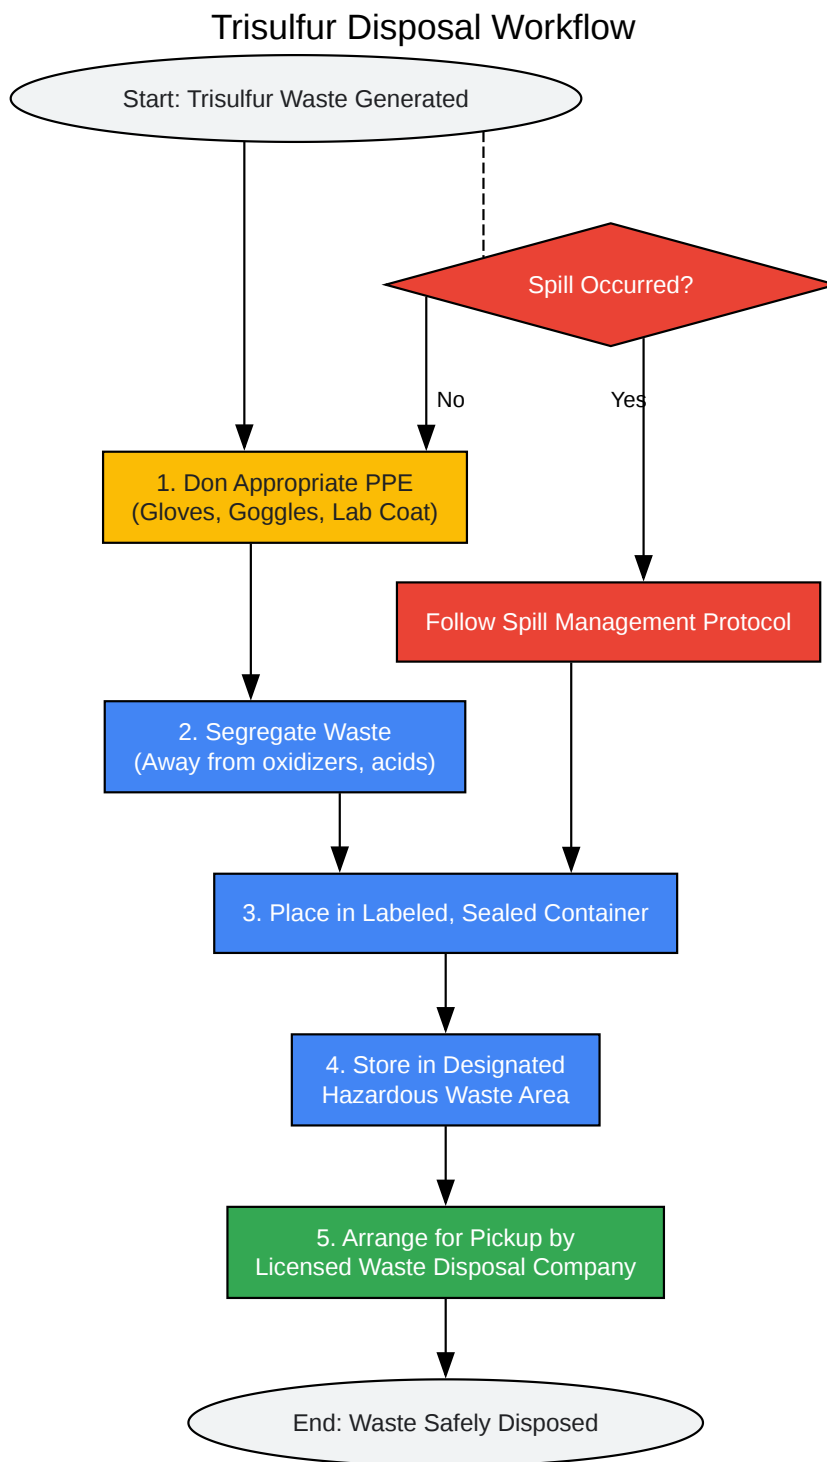 Trisulfur Disposal Workflow
Start: Trisulfur Waste Generated
Spill Occurred?
No
Yes
1. Don Appropriate PPE
(Gloves, Goggles, Lab Coat)
Follow Spill Management Protocol
2. Segregate Waste
(Away from oxidizers, acids)
3. Place in Labeled, Sealed Container
4. Store in Designated
Hazardous Waste Area
5. Arrange for Pickup by
Licensed Waste Disposal Company
End: Waste Safely Disposed